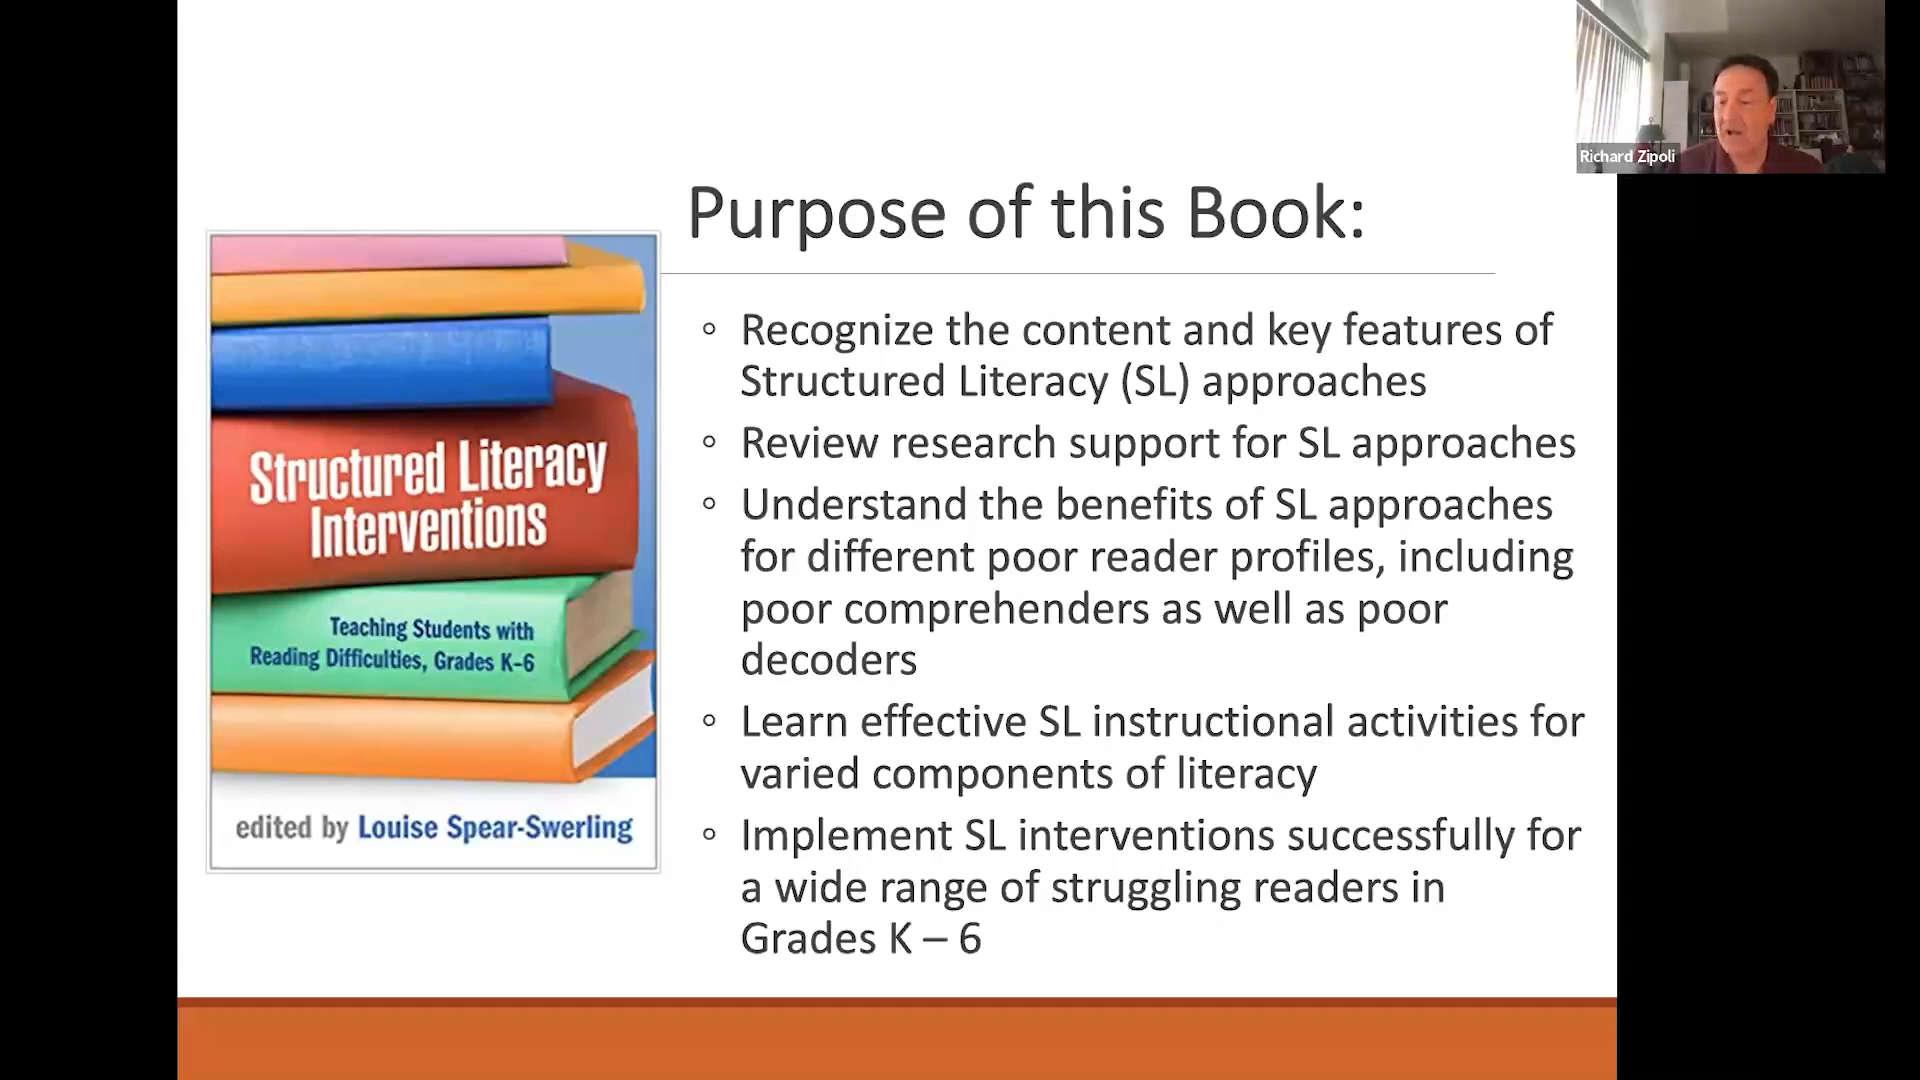 Richard Zipoli
Purpose of this Book:
Structured Literacy
Interventions
Teaching Students with
Reading Difficulties, Grades K–6
edited by Louise Spear-Swerling
◦ Recognize the content and key features of
Structured Literacy (SL) approaches
◦ Review research support for SL approaches
◦ Understand the benefits of SL approaches
for different poor reader profiles, including
poor comprehenders as well as poor
decoders
◦ Learn effective SL instructional activities for
varied components of literacy
◦ Implement SL interventions successfully for
a wide range of struggling readers in
Grades K – 6